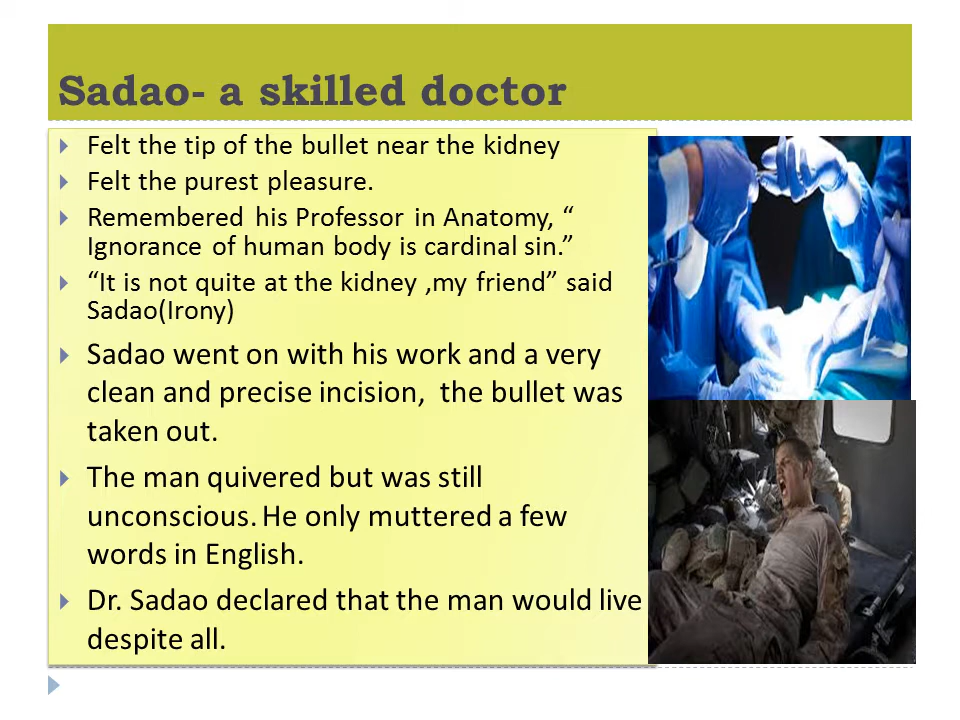 Sadao- a skilled doctor
Felt the tip of the bullet near the kidney
Felt the purest pleasure.
Remembered his Professor in Anatomy, “
Ignorance of human body is cardinal sin.”
“It is not quite at the kidney ,my friend” said
Sadao(Irony)
Sadao went on with his work and a very
clean and precise incision, the bullet was
taken out.
The man quivered but was still
unconscious. He only muttered a few
words in English.
Dr. Sadao declared that the man would live
despite all.